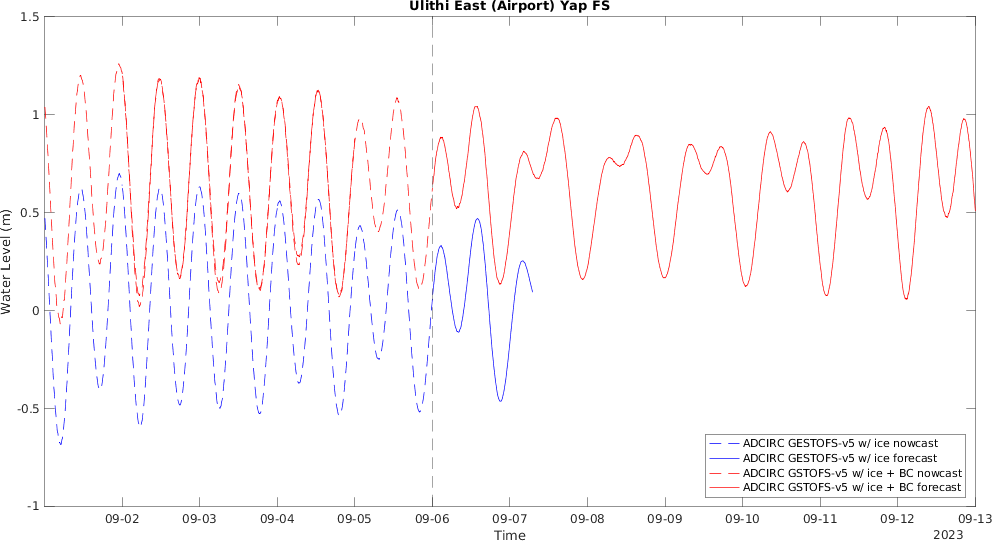 Ulithi East (Airport) Yap FS
1.5
1
0.5
0
-0.5
-1
Water Level (m)
ADCIRC GESTOFS-v5 w/ ice nowcast
ADCIRC GESTOFS-v5 w/ ice forecast
ADCIRC GSTOFS-v5 w/ ice + BC nowcast
ADCIRC GSTOFS-v5 w/ ice + BC forecast
09-02 09-03 09-04 09-05 09-06 09-07 09-08 09-09 09-10 09-11 09-12 09-13
Time
2023